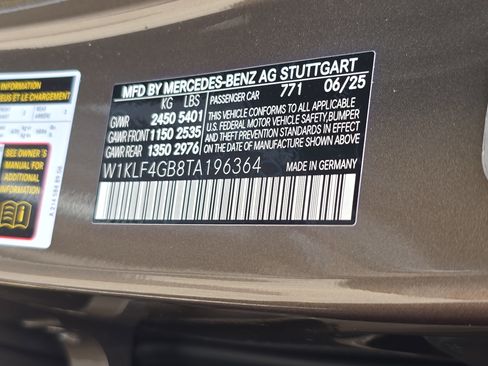 MFD BY MERCEDES-BENZ AG STUTTGART
KG LBS
PASSENGER CAR 771 06/25
GVWR 2450 5401
GAWR FRONT 1150 2535
GAWR REAR 1350 2976
THIS VEHICLE CONFORMS TO ALL APPLICABLE
U.S. FEDERAL MOTOR VEHICLE SAFETY, BUMPER
AND THEFT PREVENTION STANDARDS IN EFFECT
ON THE DATE OF MANUFACTURE SHOWN ABOVE
W1KLF4GB8TA196364
MADE IN GERMANY
INFORMATION
EUS ET LE CHARGEMENT
SEE OWNER'S
MANUAL FOR
ADDITIONAL
INFORMATION